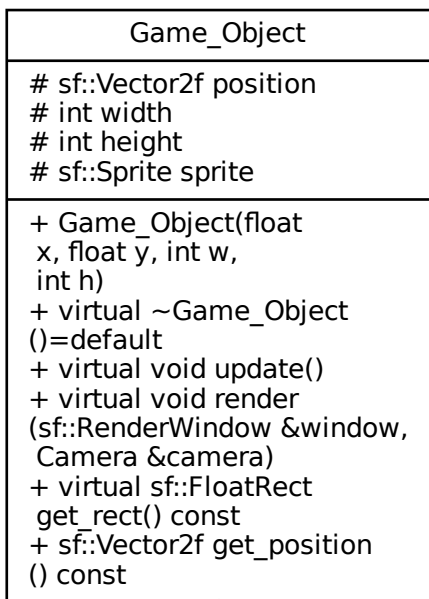 Game_Object
# sf::Vector2f position
# int width
# int height
# sf::Sprite sprite
+ Game_Object(float
x, float y, int w,
int h)
+ virtual ~Game_Object
()=default
+ virtual void update()
+ virtual void render
(sf::RenderWindow &window,
Camera &camera)
+ virtual sf::FloatRect
get_rect() const
+ sf::Vector2f get_position
() const